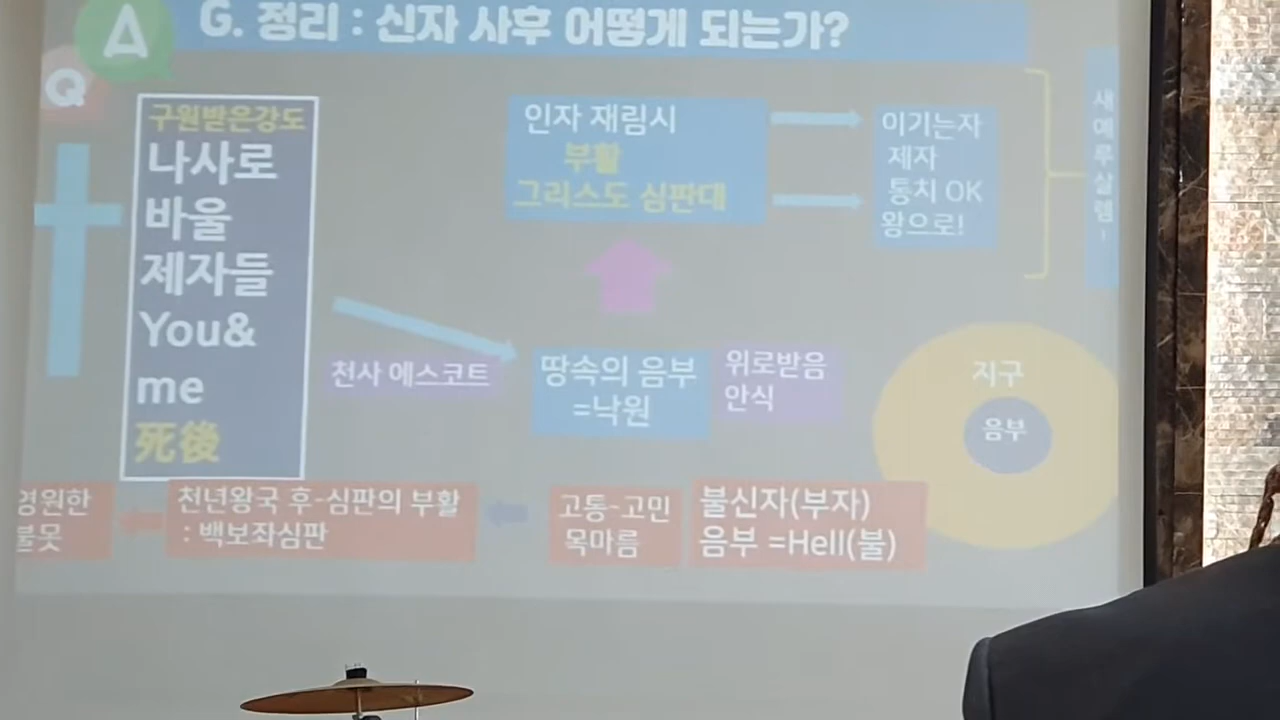 A
G. 정리 : 신자 사후 어떻게 되는가?
Q
구원받은강도
나사로
바울
제자들
You&
me
死後
인자 재림시
부활
그리스도 심판대
이기는자
제자
통치 OK
왕으로!
새예루살렘!
천사 에스코트
땅속의 음부
=낙원
위로받음
안식
지구
음부
영원한
불못
천년왕국 후-심판의 부활
: 백보좌심판
고통-고민
목마름
불신자(부자)
음부 =Hell(불)